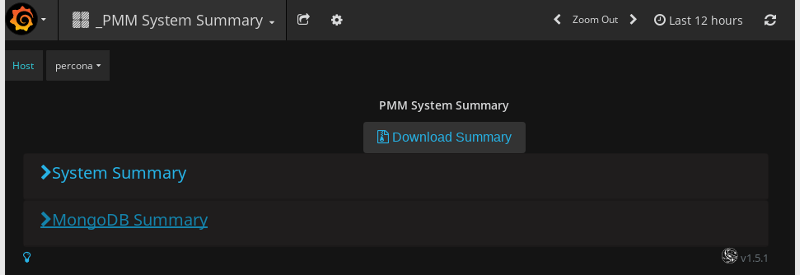 _PMM System Summary
Zoom Out
Last 12 hours
Host
percona
PMM System Summary
Download Summary
System Summary
MongoDB Summary
v1.5.1